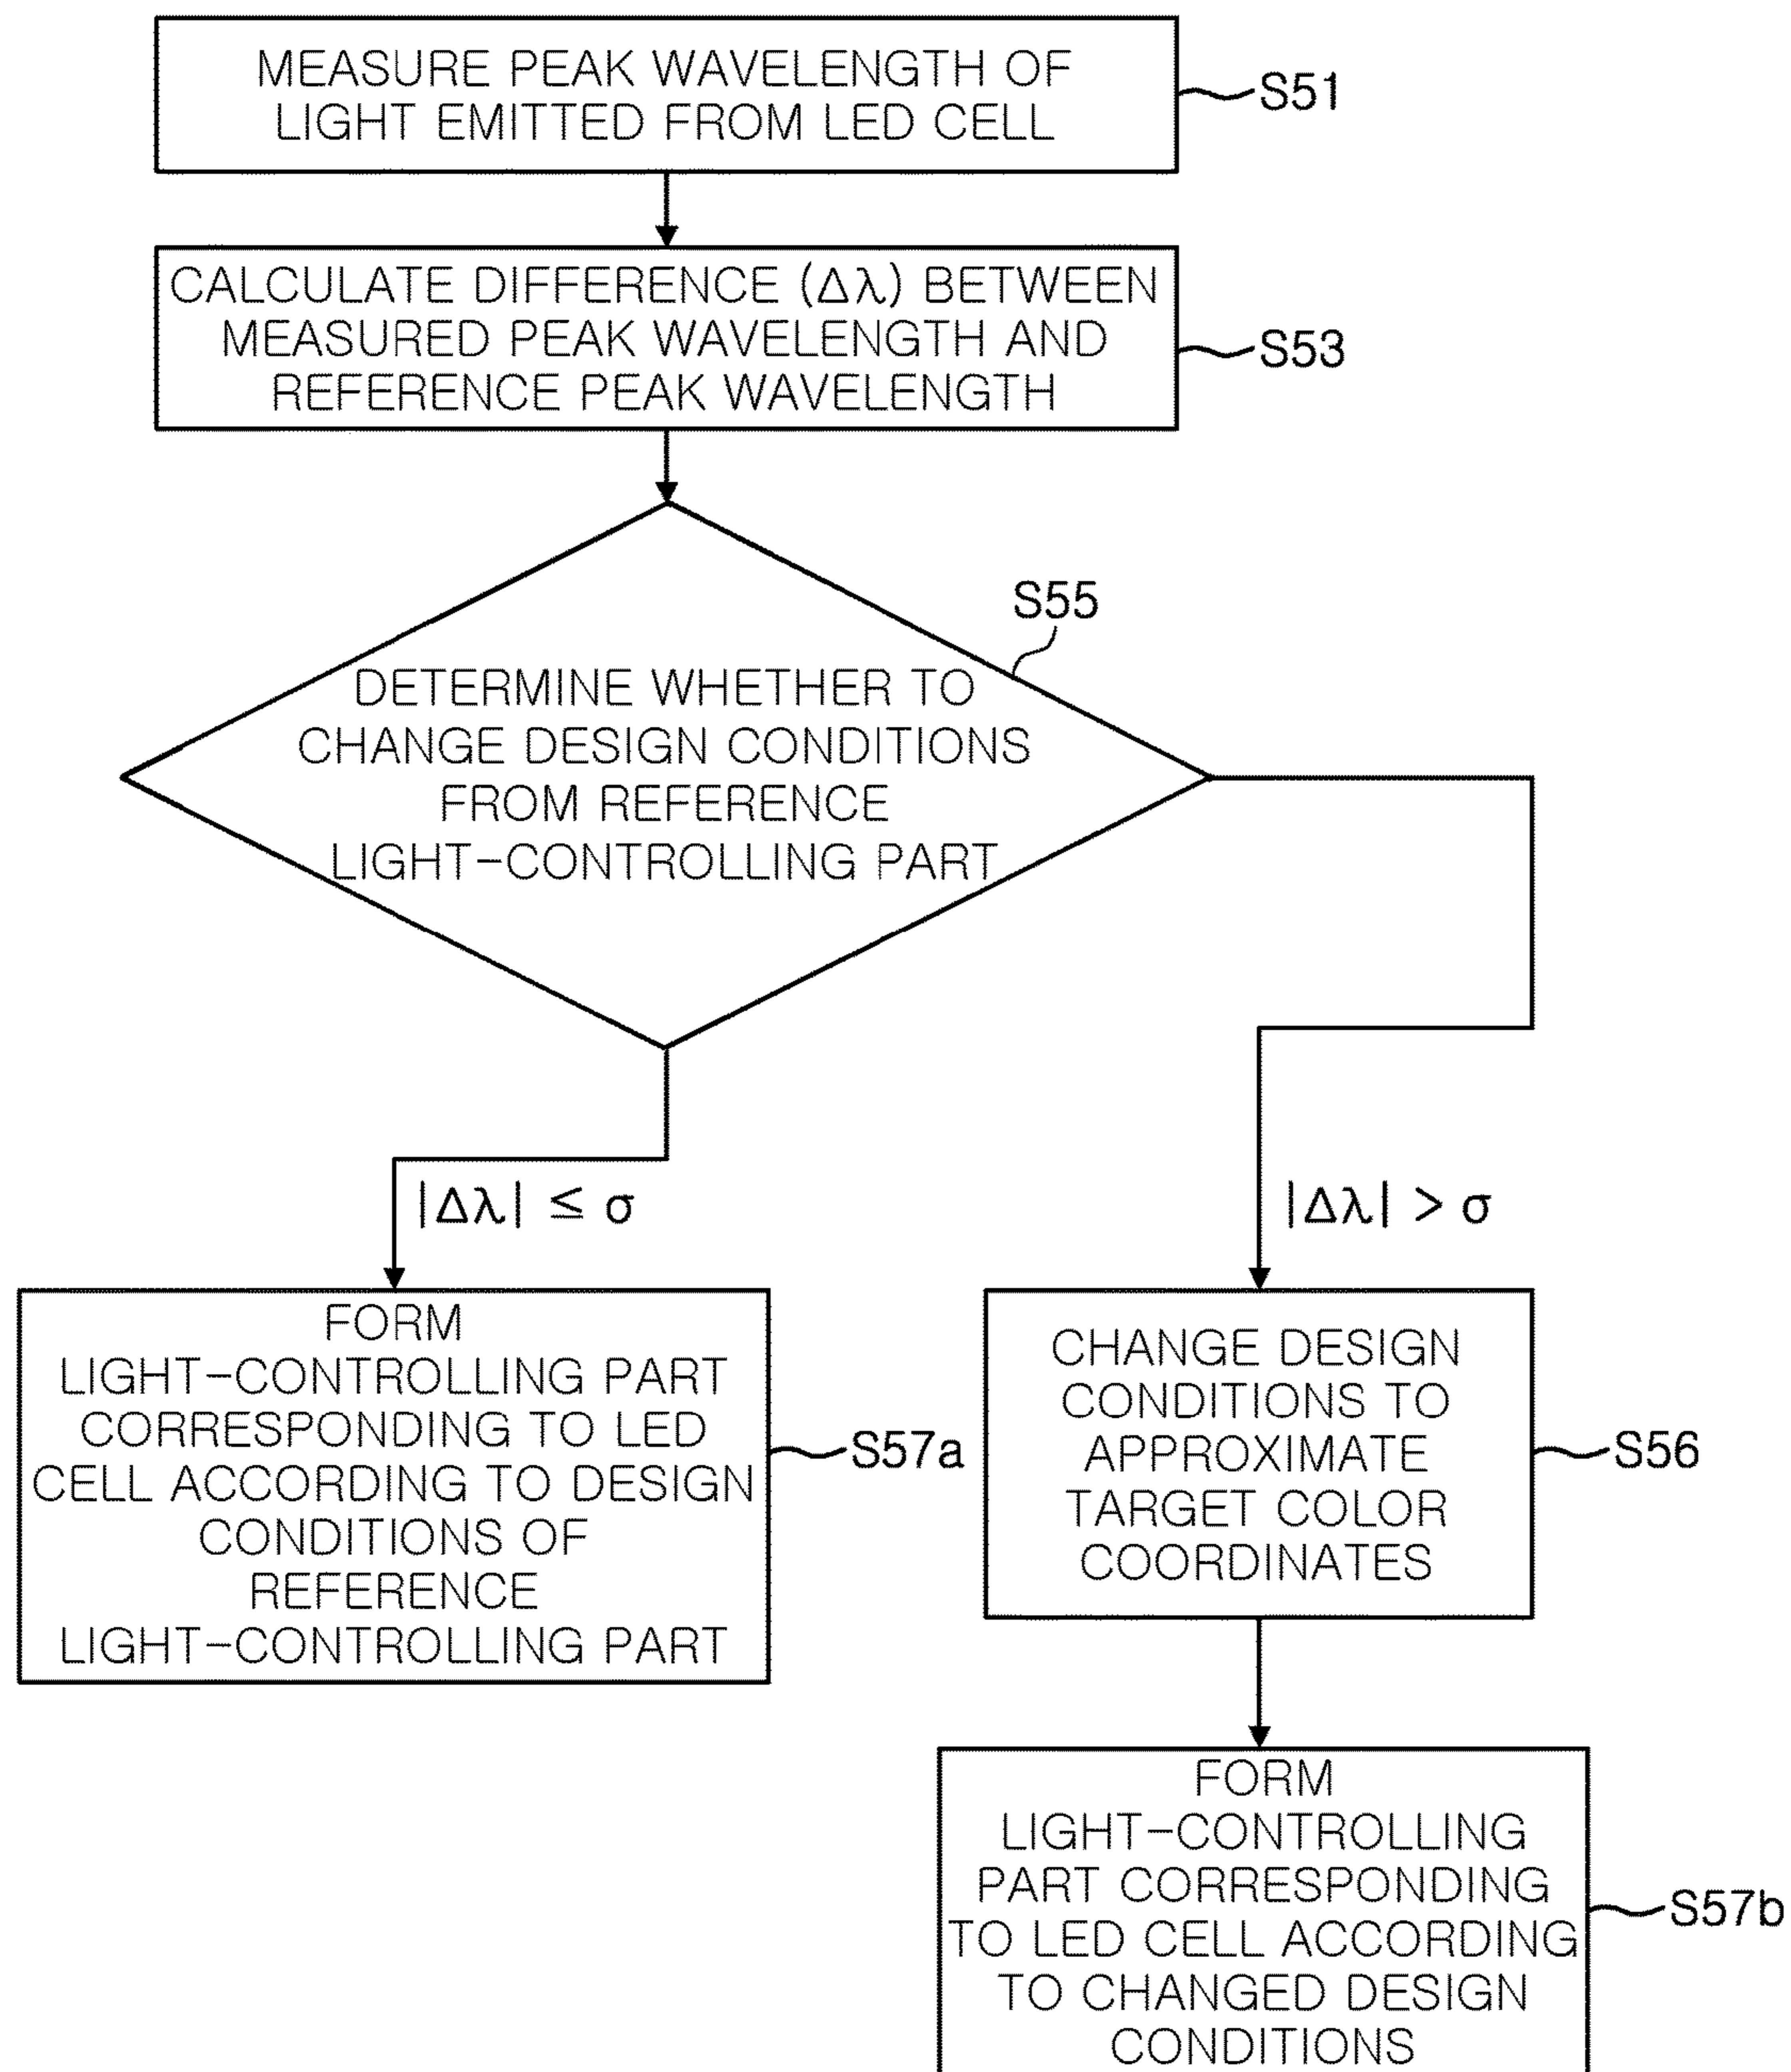 MEASURE PEAK WAVELENGTH OF
LIGHT EMITTED FROM LED CELL
S51
CALCULATE DIFFERENCE (Δλ) BETWEEN
MEASURED PEAK WAVELENGTH AND
REFERENCE PEAK WAVELENGTH
S53
S55
DETERMINE WHETHER TO
CHANGE DESIGN CONDITIONS
FROM REFERENCE
LIGHT-CONTROLLING PART
|Δλ| ≤ σ
|Δλ| > σ
FORM
LIGHT-CONTROLLING PART
CORRESPONDING TO LED
CELL ACCORDING TO DESIGN
CONDITIONS OF
REFERENCE
LIGHT-CONTROLLING PART
S57a
CHANGE DESIGN
CONDITIONS TO
APPROXIMATE
TARGET COLOR
COORDINATES
S56
FORM
LIGHT-CONTROLLING
PART CORRESPONDING
TO LED CELL ACCORDING
TO CHANGED DESIGN
CONDITIONS
S57b